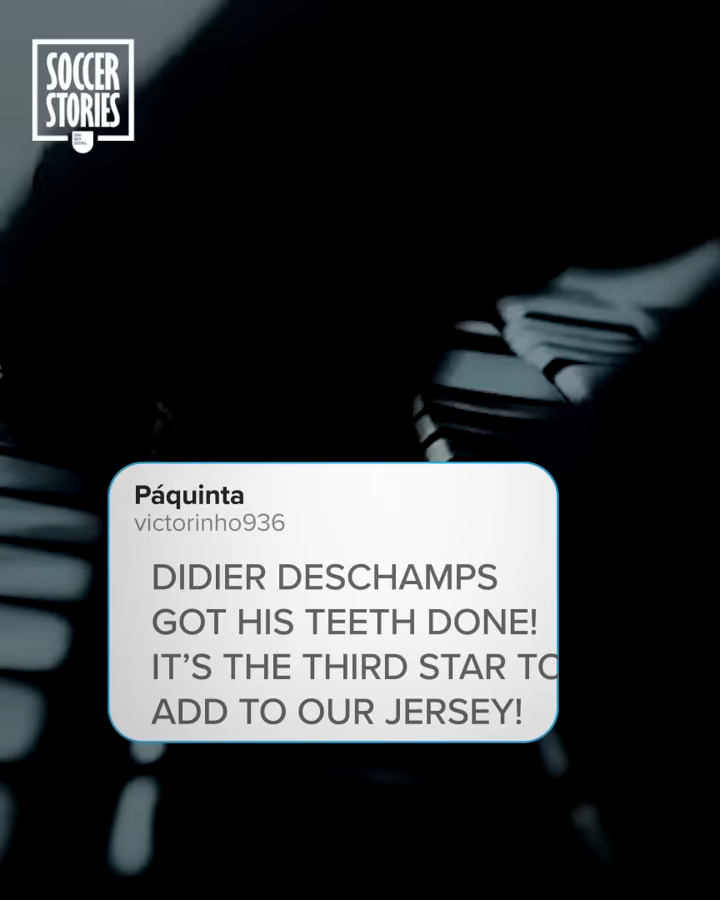 SOCCER
STORIES
Páquinta
victorinho936
DIDIER DESCHAMPS
GOT HIS TEETH DONE!
IT’S THE THIRD STAR TO
ADD TO OUR JERSEY!